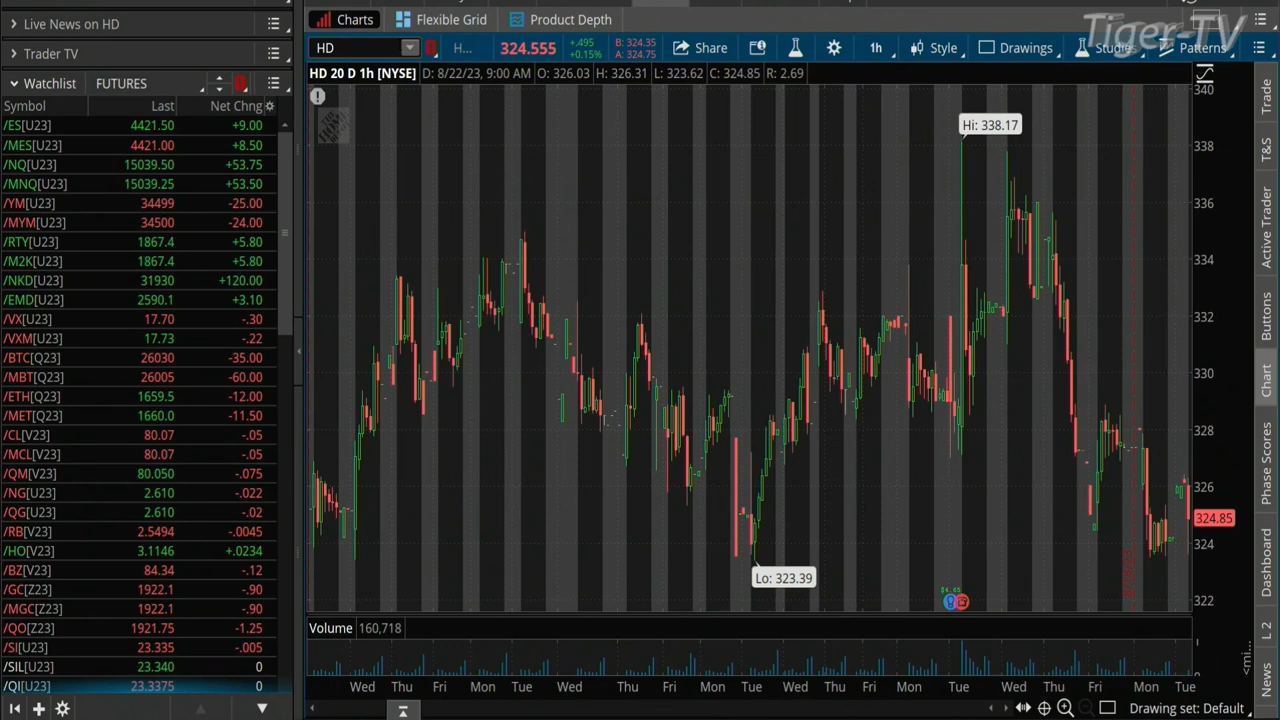 Live News on HD
Charts
Flexible Grid
Product Depth
Tiger-TV
Trader TV
HD
H...
324.555
+.495
+0.15%
B: 324.35
A: 324.75
Share
1h
Style
Drawings
Studies
Patterns
Watchlist
FUTURES
HD 20 D 1h [NYSE]
D: 8/22/23, 9:00 AM
O: 326.03
H: 326.31
L: 323.62
C: 324.85
R: 2.69
Symbol Last Net Chng
/ES[U23] 4421.50 +9.00
/MES[U23] 4421.00 +8.50
/NQ[U23] 15039.50 +53.75
/MNQ[U23] 15039.25 +53.50
/YM[U23] 34499 -25.00
/MYM[U23] 34500 -24.00
/RTY[U23] 1867.4 +5.80
/M2K[U23] 1867.4 +5.80
/NKD[U23] 31930 +120.00
/EMD[U23] 2590.1 +3.10
/VX[U23] 17.70 -.30
/VXM[U23] 17.73 -.22
/BTC[Q23] 26030 -35.00
/MBT[Q23] 26005 -60.00
/ETH[Q23] 1659.5 -12.00
/MET[Q23] 1660.0 -11.50
/CL[V23] 80.07 -.05
/MCL[V23] 80.07 -.05
/QM[V23] 80.050 -.075
/NG[U23] 2.610 -.022
/QG[U23] 2.610 -.02
/RB[V23] 2.5494 -.0045
/HO[V23] 3.1146 +.0234
/BZ[V23] 84.34 -.12
/GC[Z23] 1922.1 -.90
/MGC[Z23] 1922.1 -.90
/QO[Z23] 1921.75 -1.25
/SI[U23] 23.335 -.005
/SIL[U23] 23.340 0
/QI[U23] 23.3375 0
Hi: 338.17
Lo: 323.39
340
338
336
334
332
330
328
326
324.85
324
322
Volume 160,718
<mi...
Wed Thu Fri Mon Tue Wed Thu Fri Mon Tue Wed Thu Fri Mon Tue Wed Thu Fri Mon Tue
Drawing set: Default
Trade
T&S
Active Trader
Buttons
Chart
Phase Scores
Dashboard
L 2
News